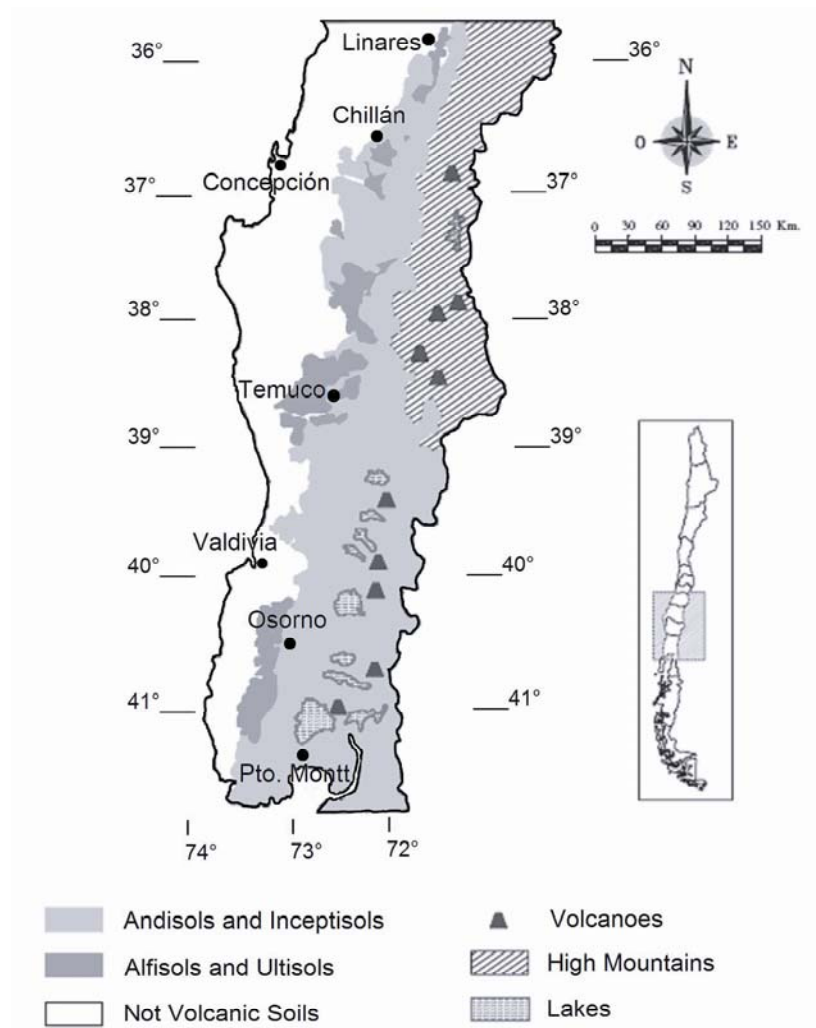 36°
Linares
36°
N
Chillán
O
E
S
Concepción
37°
37°
0 30 60 90 120 150 Km.
38°
38°
Temuco
39°
39°
Valdivia
40°
40°
Osorno
41°
41°
Pto. Montt
74°
73°
72°
Andisols and Inceptisols
Volcanoes
Alfisols and Ultisols
High Mountains
Not Volcanic Soils
Lakes